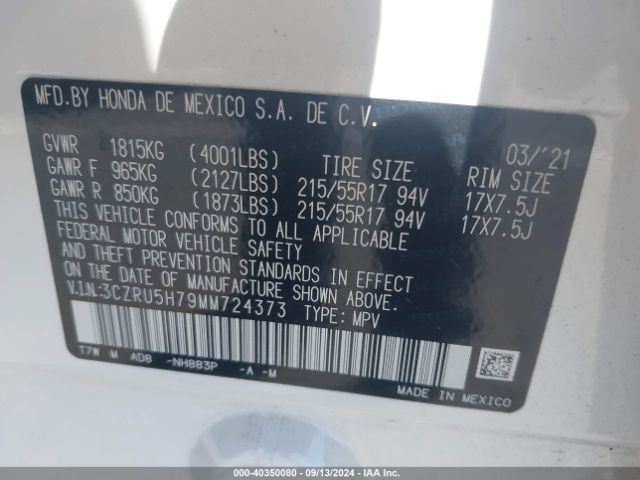 MFD.BY HONDA DE MEXICO S.A. DE C.V.
03/'21
GVWR 1815KG (4001LBS) TIRE SIZE RIM SIZE
GAWR F 965KG (2127LBS) 215/55R17 94V 17X7.5J
GAWR R 850KG (1873LBS) 215/55R17 94V 17X7.5J
THIS VEHICLE CONFORMS TO ALL APPLICABLE
FEDERAL MOTOR VEHICLE SAFETY
AND THEFT PREVENTION STANDARDS IN EFFECT
ON THE DATE OF MANUFACTURE SHOWN ABOVE.
V.I.N:3CZRU5H79MM724373 TYPE: MPV
T7W M AD8 -NH883P -A -M
MADE IN MEXICO
000-40350080 - 09/13/2024 - IAA Inc.